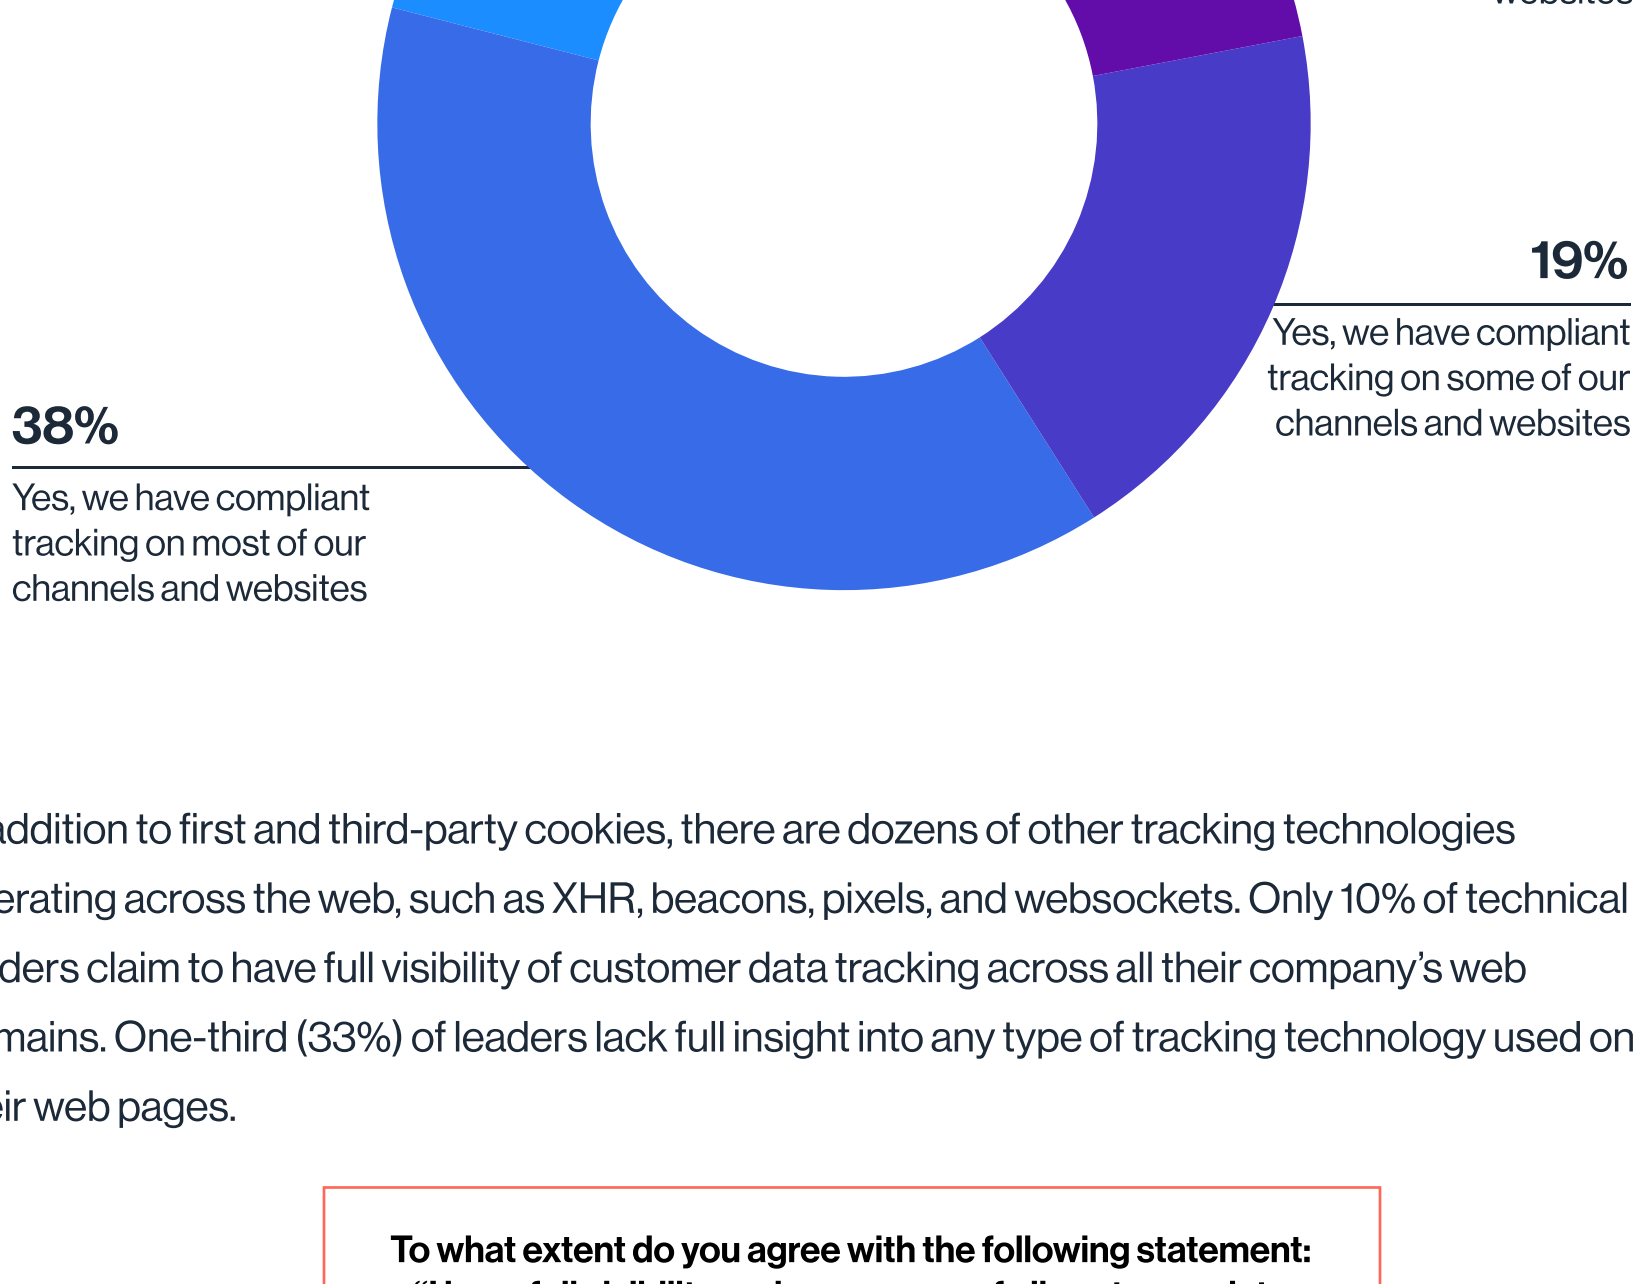 websites
19%
Yes, we have compliant
tracking on some of our
channels and websites
38%
Yes, we have compliant
tracking on most of our
channels and websites
addition to first and third-party cookies, there are dozens of other tracking technologies
erating across the web, such as XHR, beacons, pixels, and websockets. Only 10% of technical
ders claim to have full visibility of customer data tracking across all their company’s web
mains. One-third (33%) of leaders lack full insight into any type of tracking technology used on
eir web pages.
To what extent do you agree with the following statement: